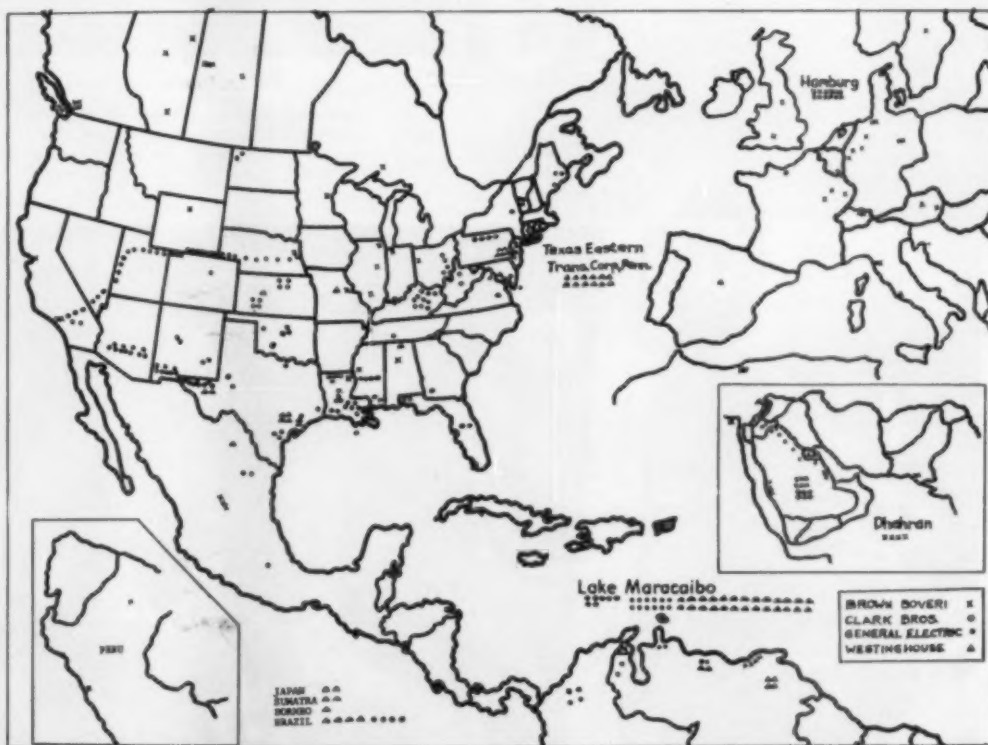 Hamburg
Texas Eastern
Trans. Corp., Penn.
Dhahran
Lake Maracaibo
BROWN BOVERI x
CLARK BROS. o
GENERAL ELECTRIC •
WESTINGHOUSE △
PERU
JAPAN
SUMATRA
BORNEO
BRAZIL